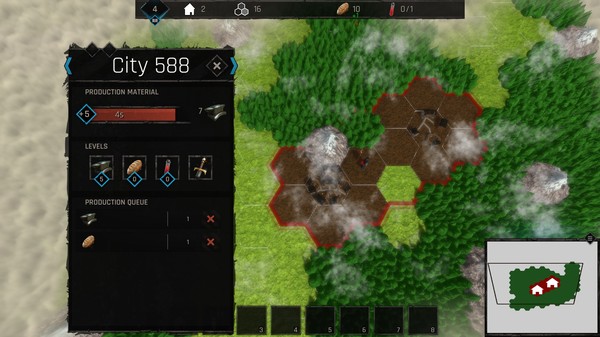 4 2 16 10 0/1
City 588
PRODUCTION MATERIAL
+5 4s 7
LEVELS
5 0 0
PRODUCTION QUEUE
1
1
3 4 5 6 7 8